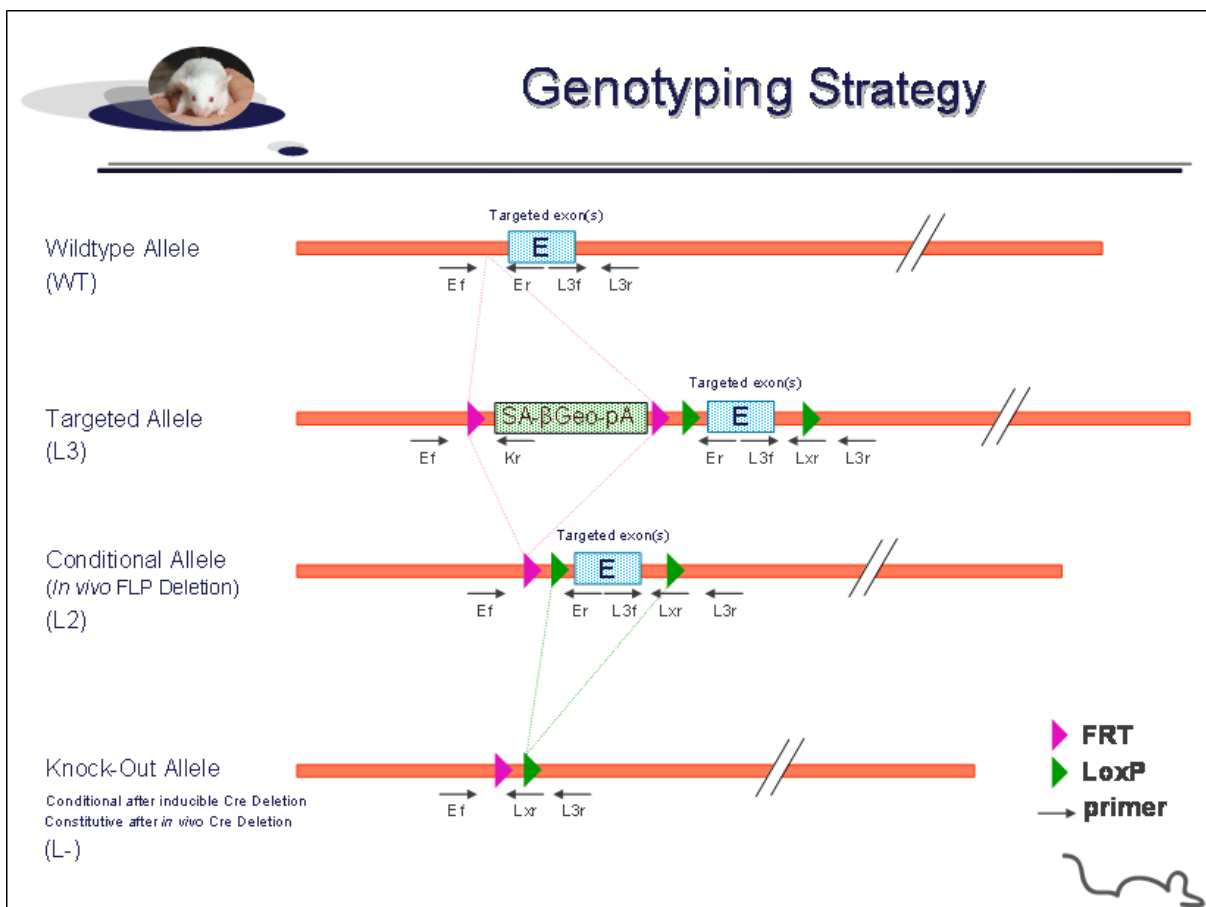 Genotyping Strategy
Targeted exon(s)
Wildtype Allele
(WT)
E
Ef
Er
L3f
L3r
Targeted exon(s)
Targeted Allele
(L3)
SA-βGeo-pA
E
Ef
Kr
Er
L3f
Lxr
L3r
Targeted exon(s)
Conditional Allele
(In vivo FLP Deletion)
(L2)
E
Ef
Er
L3f
Lxr
L3r
Knock-Out Allele
Conditional after inducible Cre Deletion
Constitutive after in vivo Cre Deletion
(L-)
Ef
Lxr
L3r
FRT
LoxP
primer